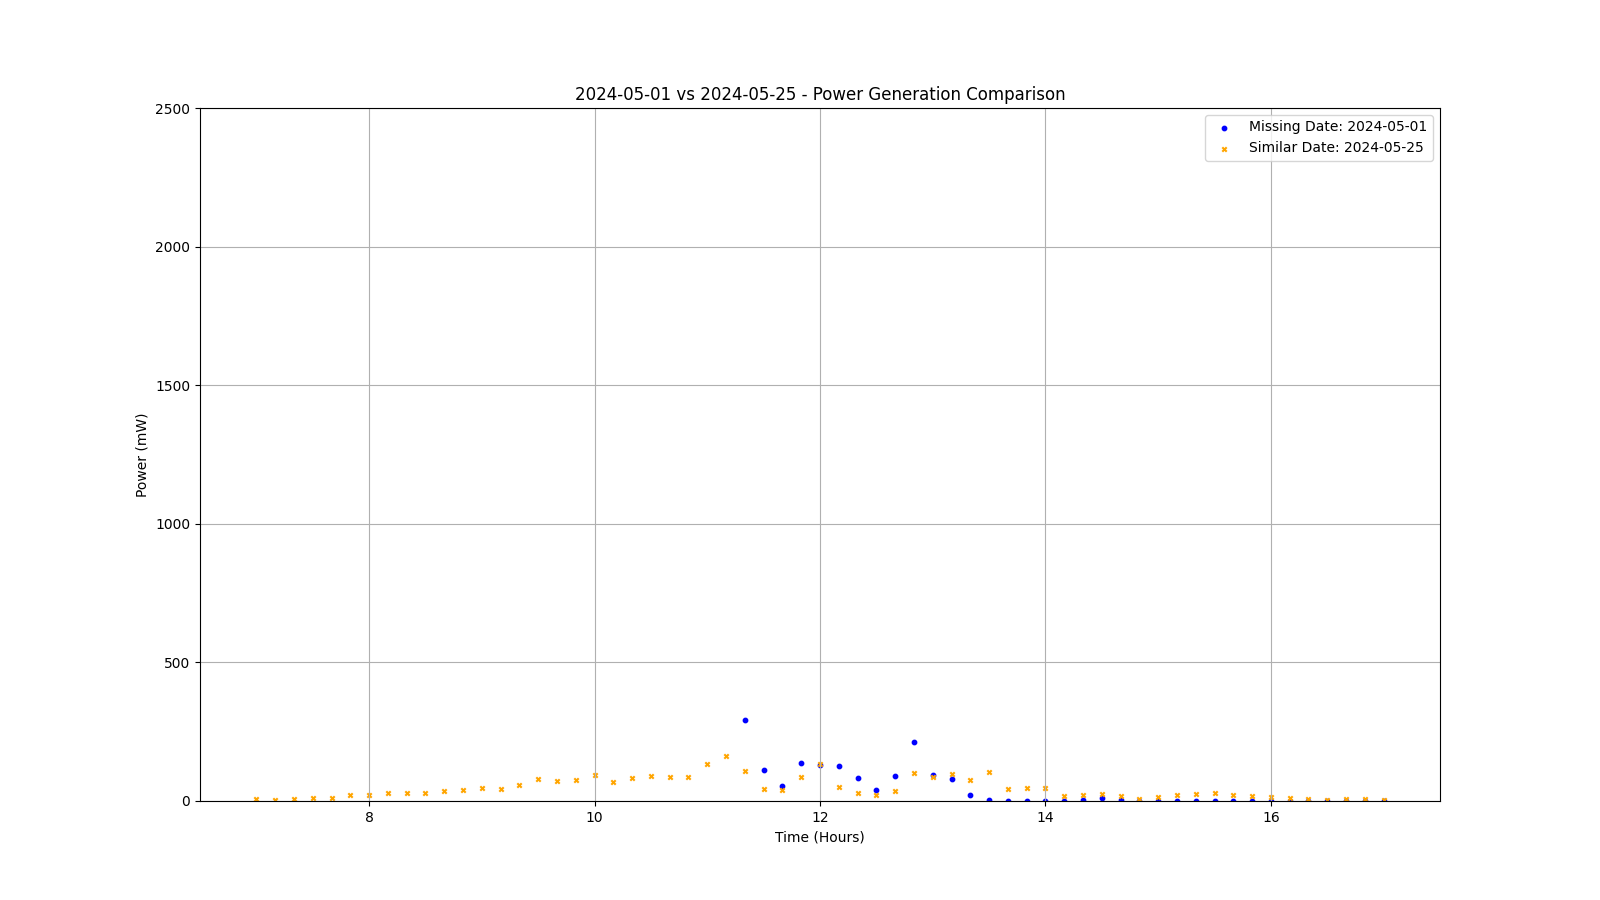 2024-05-01 vs 2024-05-25 - Power Generation Comparison
Missing Date: 2024-05-01
Similar Date: 2024-05-25
Power (mW)
2500
2000
1500
1000
500
0
8 10 12 14 16
Time (Hours)